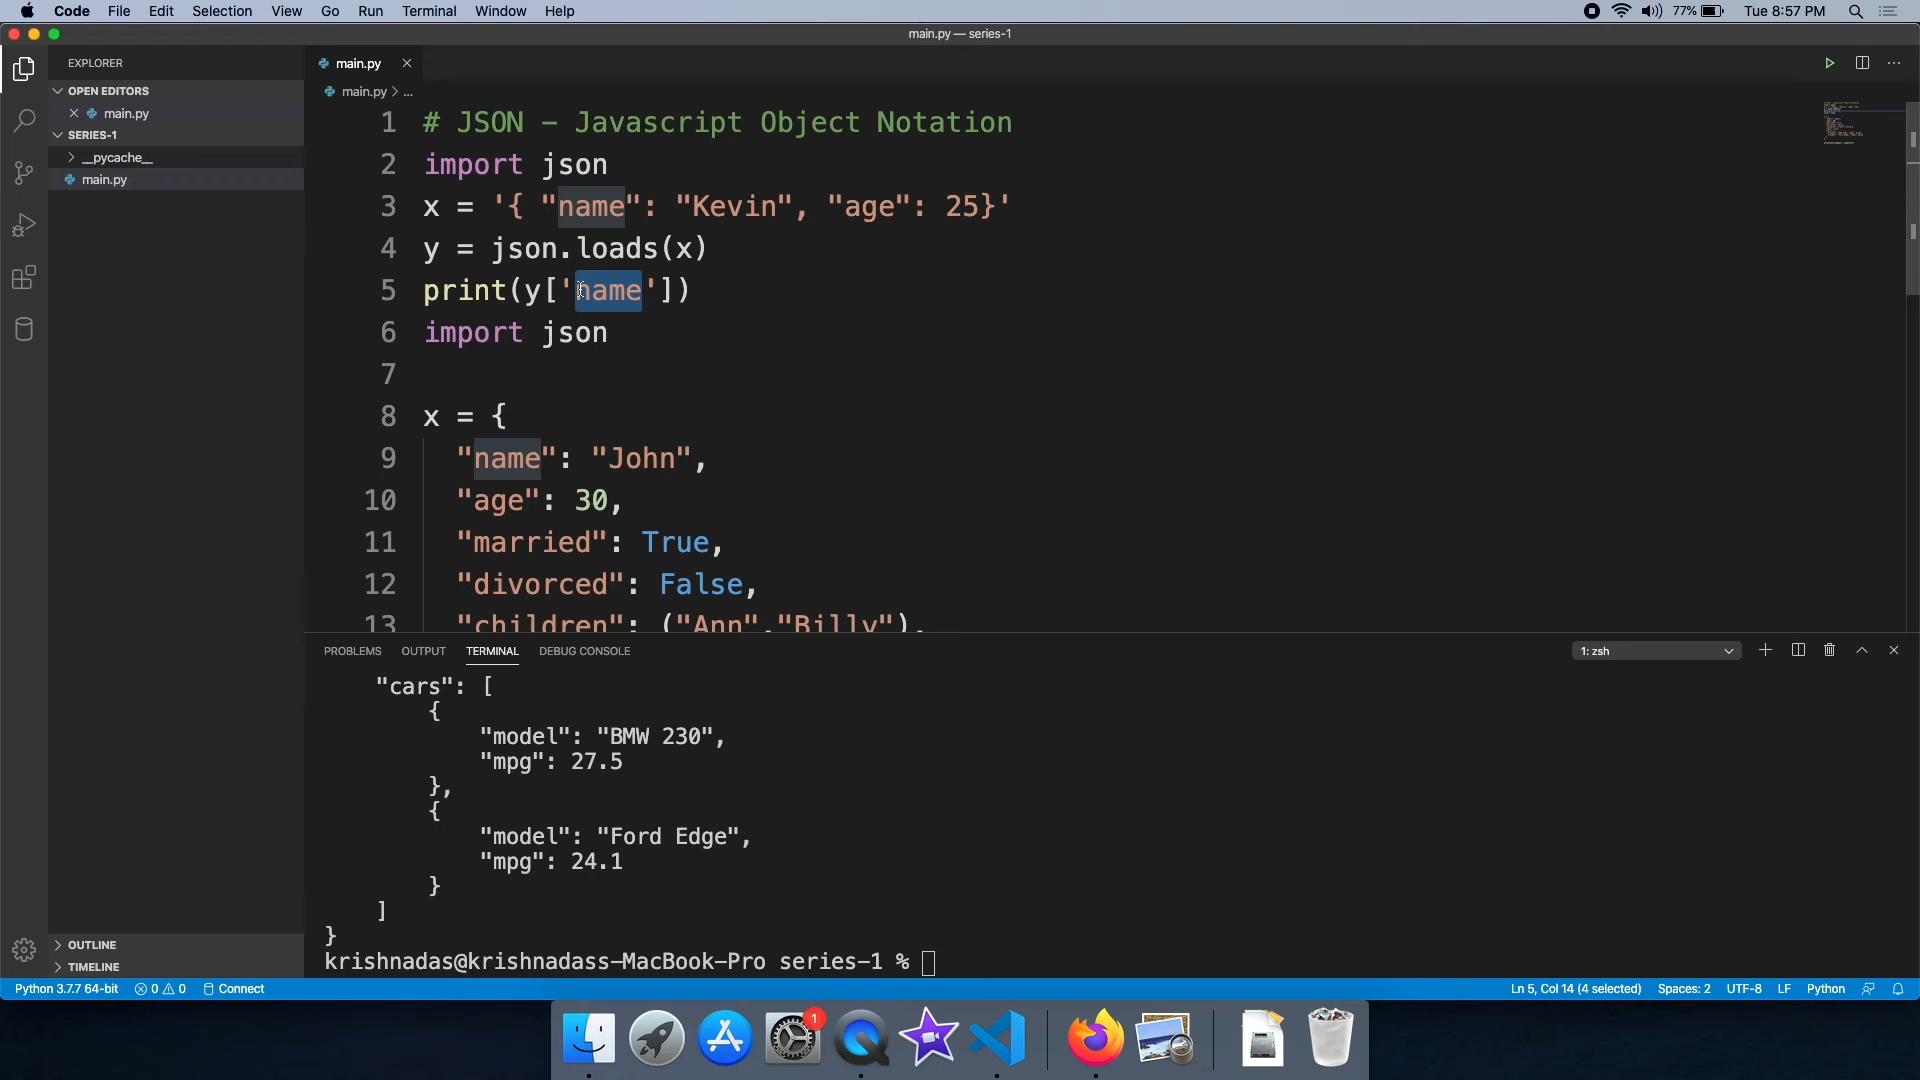 Code File Edit Selection View Go Run Terminal Window Help 77% Tue 8:57 PM
main.py — series-1
EXPLORER
OPEN EDITORS
main.py
SERIES-1
__pycache__
main.py
OUTLINE
TIMELINE
main.py
main.py > ...
1 # JSON - Javascript Object Notation
2 import json
3 x = '{ "name": "Kevin", "age": 25}'
4 y = json.loads(x)
5 print(y['name'])
6 import json
7
8 x = {
9 "name": "John",
10 "age": 30,
11 "married": True,
12 "divorced": False,
13 "children": ("Ann","Billy"),
PROBLEMS OUTPUT TERMINAL DEBUG CONSOLE 1: zsh
"cars": [
{
"model": "BMW 230",
"mpg": 27.5
},
{
"model": "Ford Edge",
"mpg": 24.1
}
]
}
krishnadas@krishnadass-MacBook-Pro series-1 %
Python 3.7.7 64-bit 0 0 Connect Ln 5, Col 14 (4 selected) Spaces: 2 UTF-8 LF Python
1